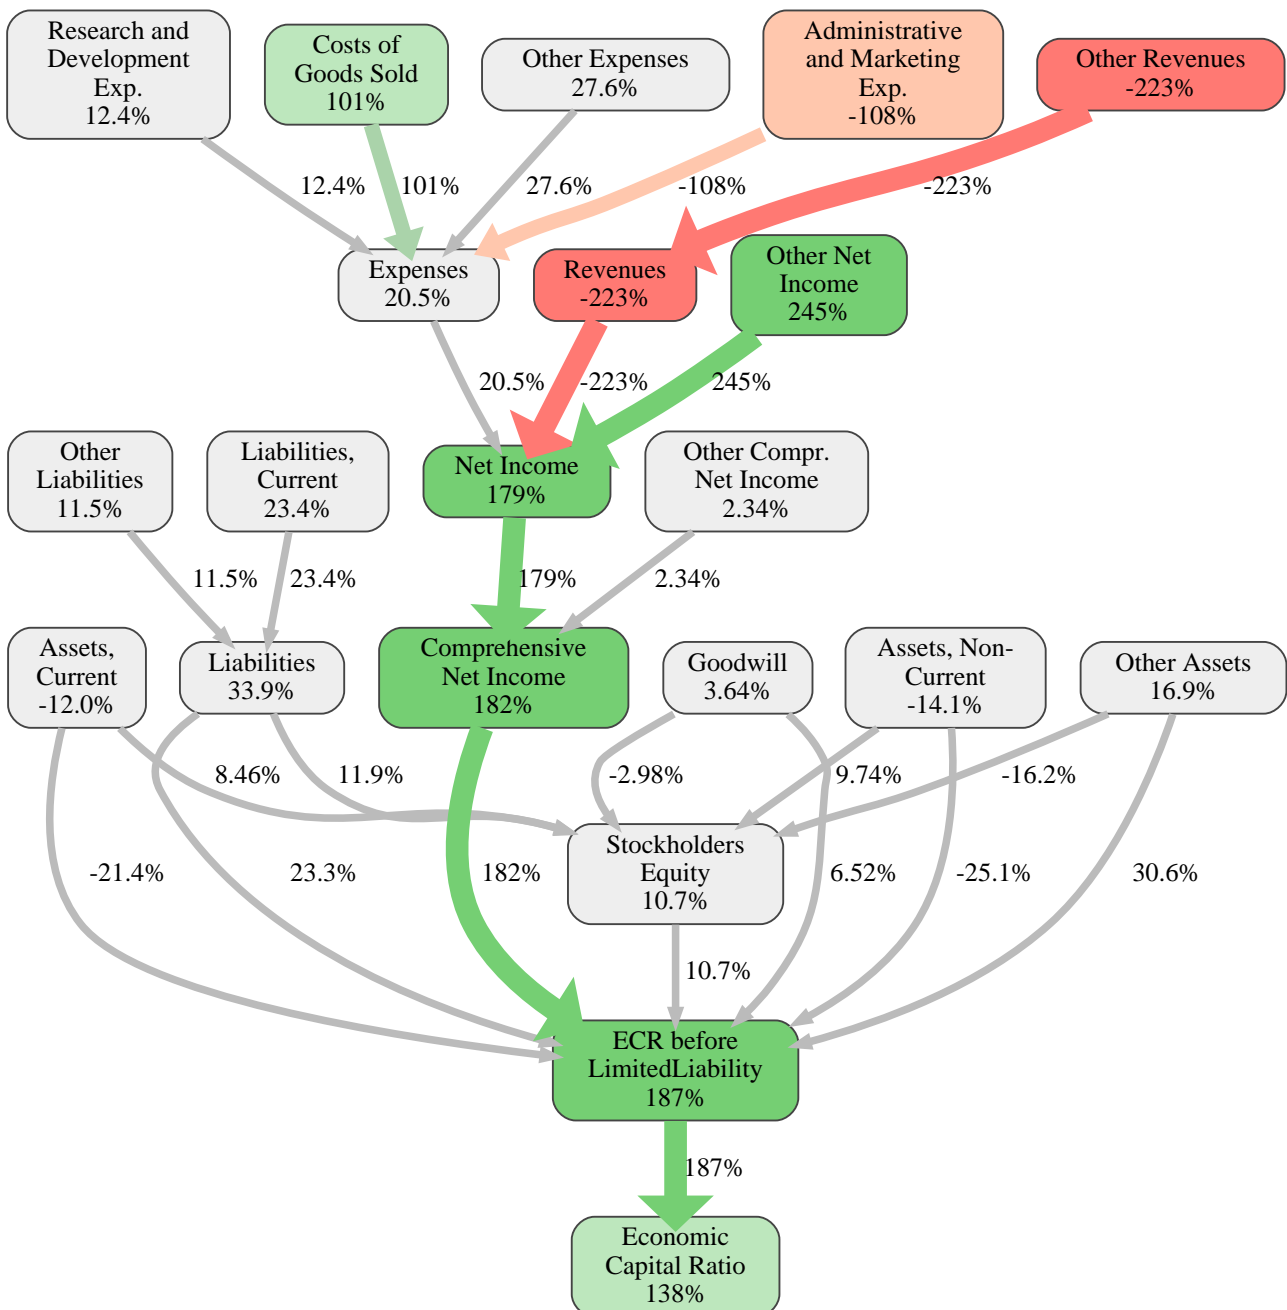 Research and
Development
Exp.
12.4%
Costs of
Goods Sold
101%
Other Expenses
27.6%
Administrative
and Marketing
Exp.
-108%
Other Revenues
-223%
12.4%
101%
27.6%
-108%
-223%
Expenses
20.5%
Revenues
-223%
Other Net
Income
245%
20.5%
-223%
245%
Other
Liabilities
11.5%
Liabilities,
Current
23.4%
Net Income
179%
Other Compr.
Net Income
2.34%
11.5%
23.4%
179%
2.34%
Assets,
Current
-12.0%
Liabilities
33.9%
Comprehensive
Net Income
182%
Goodwill
3.64%
Assets, Non-
Current
-14.1%
Other Assets
16.9%
8.46%
11.9%
-2.98%
9.74%
-16.2%
Stockholders
Equity
10.7%
-21.4%
23.3%
182%
6.52%
-25.1%
30.6%
10.7%
ECR before
LimitedLiability
187%
187%
Economic
Capital Ratio
138%